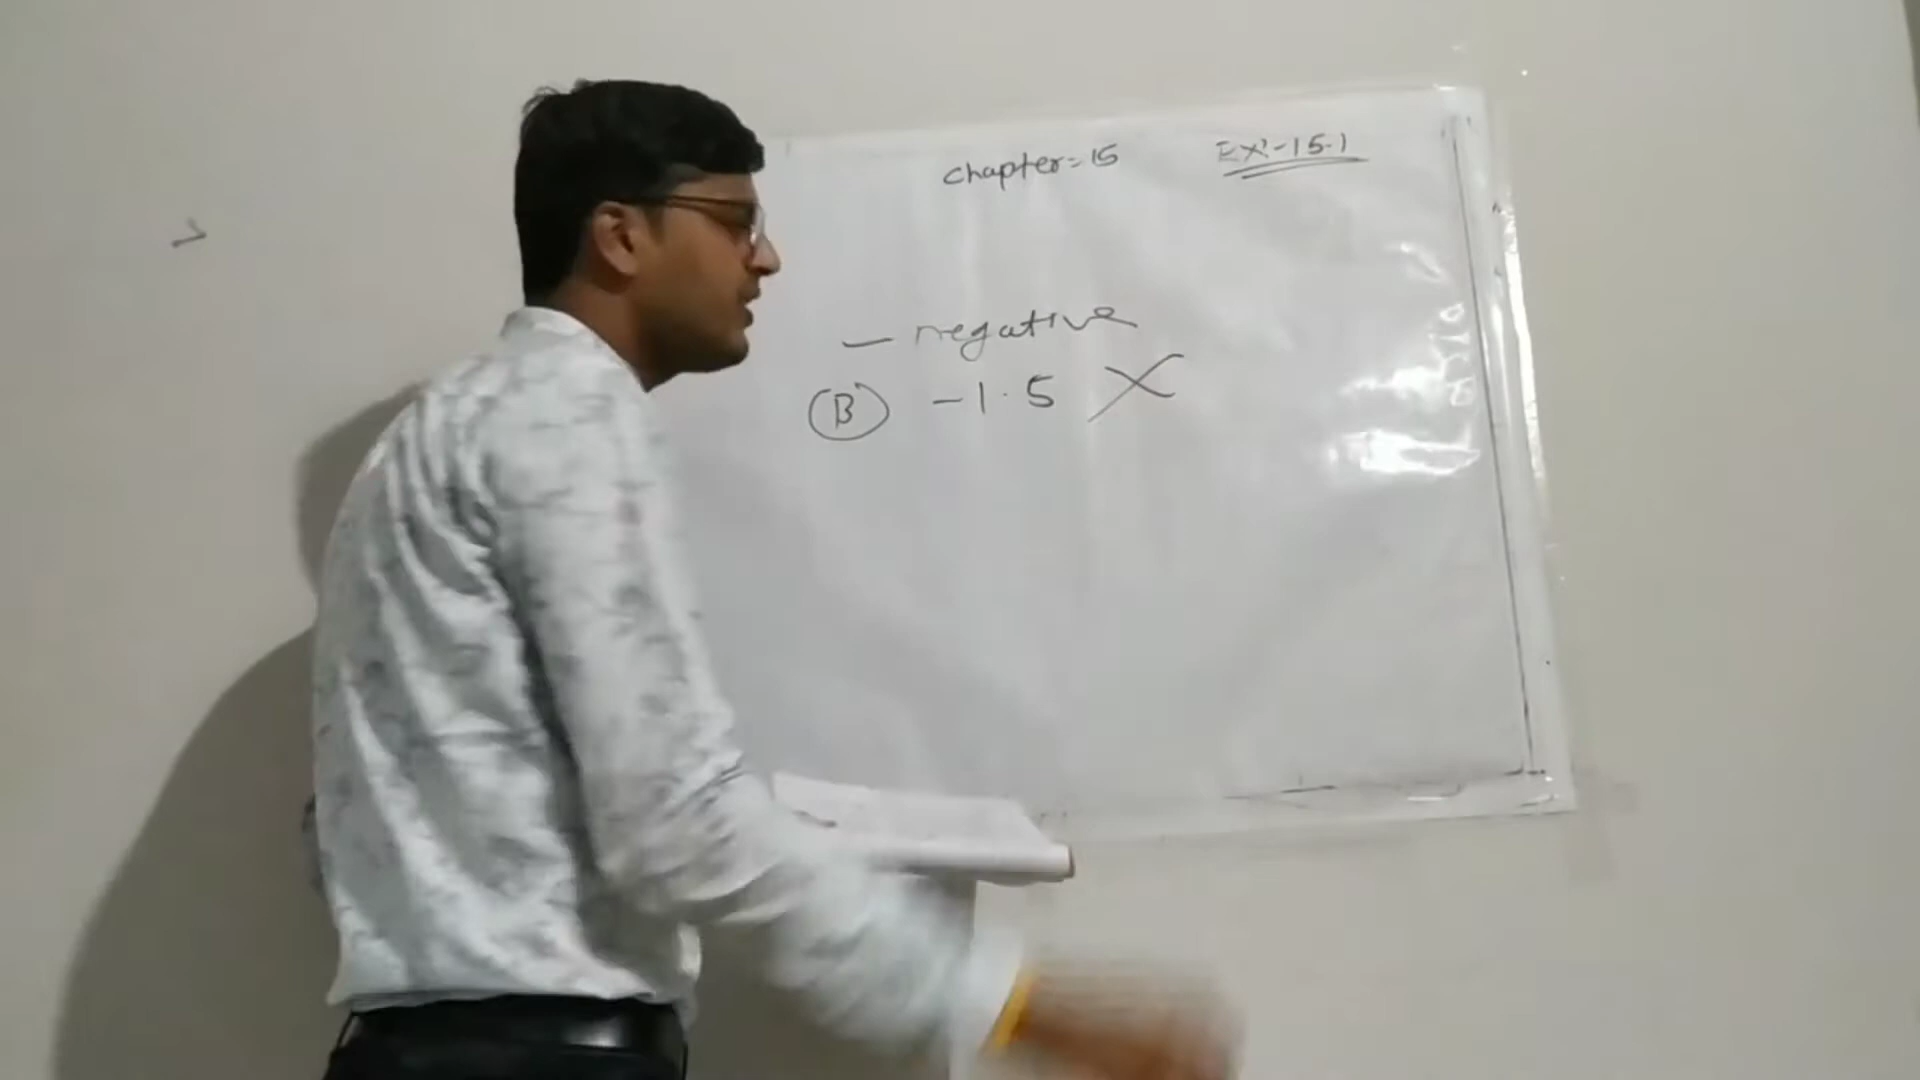 chapter=15 EX'-15.1
— negative
(B) -1.5 X